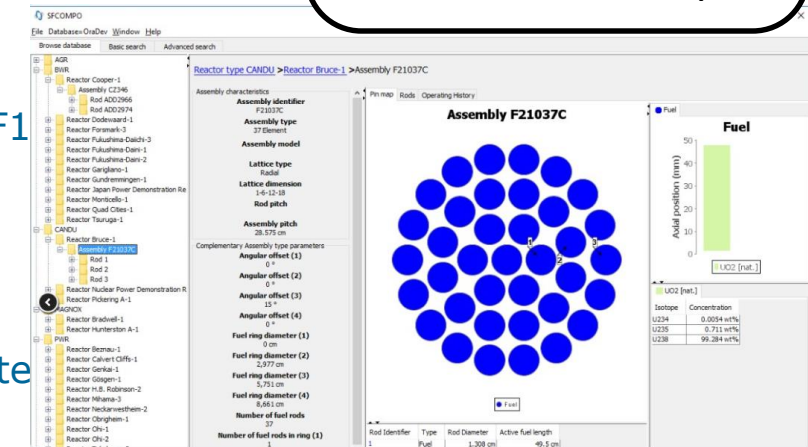 SFCOMPO
File Database=OraDev Window Help
Browse database Basic search Advanced search
AGR
BWR
Reactor Cooper-1
Assembly CZ346
Rod ADD2966
Rod ADD2974
Reactor Dodewaard-1
Reactor Forsmark-3
Reactor Fukushima-Daiichi-3
Reactor Fukushima-Daini-1
Reactor Fukushima-Daini-2
Reactor Garigliano-1
Reactor Gundremmingen-1
Reactor Japan Power Demonstration Re
Reactor Monticello-1
Reactor Quad Cities-1
Reactor Tsuruga-1
CANDU
Reactor Bruce-1
Assembly F21037C
Rod 1
Rod 2
Rod 3
Reactor Nuclear Power Demonstration R
Reactor Pickering A-1
MAGNOX
Reactor Bradwell-1
Reactor Hunterston A-1
PWR
Reactor Beznau-1
Reactor Calvert Cliffs-1
Reactor Genkai-1
Reactor Gösgen-1
Reactor H.B. Robinson-2
Reactor Mihama-3
Reactor Neckarwestheim-2
Reactor Obrigheim-1
Reactor Ohi-1
Reactor Ohi-2
F1
te
Reactor type CANDU >Reactor Bruce-1 >Assembly F21037C
Assembly characteristics
Assembly identifier
F21037C
Assembly type
37 Element
Assembly model
Lattice type
Radial
Lattice dimension
1-6-12-18
Rod pitch
Assembly pitch
28.575 cm
Complementary Assembly type parameters
Angular offset (1)
0 °
Angular offset (2)
0 °
Angular offset (3)
15 °
Angular offset (4)
0 °
Fuel ring diameter (1)
0 cm
Fuel ring diameter (2)
2,977 cm
Fuel ring diameter (3)
5,751 cm
Fuel ring diameter (4)
8,661 cm
Number of fuel rods
37
Number of fuel rods in ring (1)
1
Pin map Rods Operating History
Assembly F21037C
1
2
3
Fuel
Rod Identifier Type Rod Diameter Active fuel length
1 Fuel 1.308 cm 49.5 cm
Fuel
Fuel
Axial position (mm)
50
40
30
20
10
0
UO2 [nat.]
UO2 [nat.]
Isotope Concentration
U234 0.0054 wt%
U235 0.711 wt%
U238 99.284 wt%